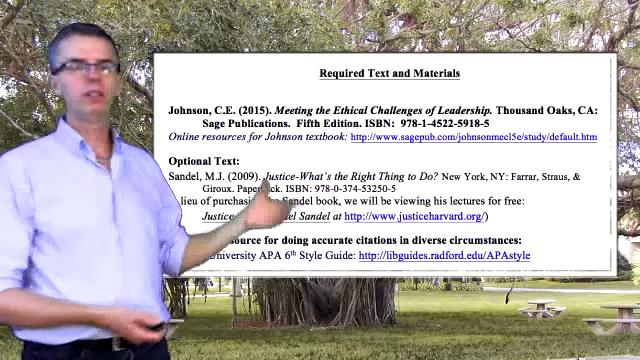 Required Text and Materials
Johnson, C.E. (2015). Meeting the Ethical Challenges of Leadership. Thousand Oaks, CA:
Sage Publications. Fifth Edition. ISBN: 978-1-4522-5918-5
Online resources for Johnson textbook: http://www.sagepub.com/johnsonmecl5e/study/default.htm
Optional Text:
Sandel, M.J. (2009). Justice-What's the Right Thing to Do? New York, NY: Farrar, Straus, &
Giroux. Paperback. ISBN: 978-0-374-53250-5
lieu of purchasing the Sandel book, we will be viewing his lectures for free:
Justice Sandel at http://www.justiceharvard.org/)
source for doing accurate citations in diverse circumstances:
University APA 6th Style Guide: http://libguides.radford.edu/APAstyle